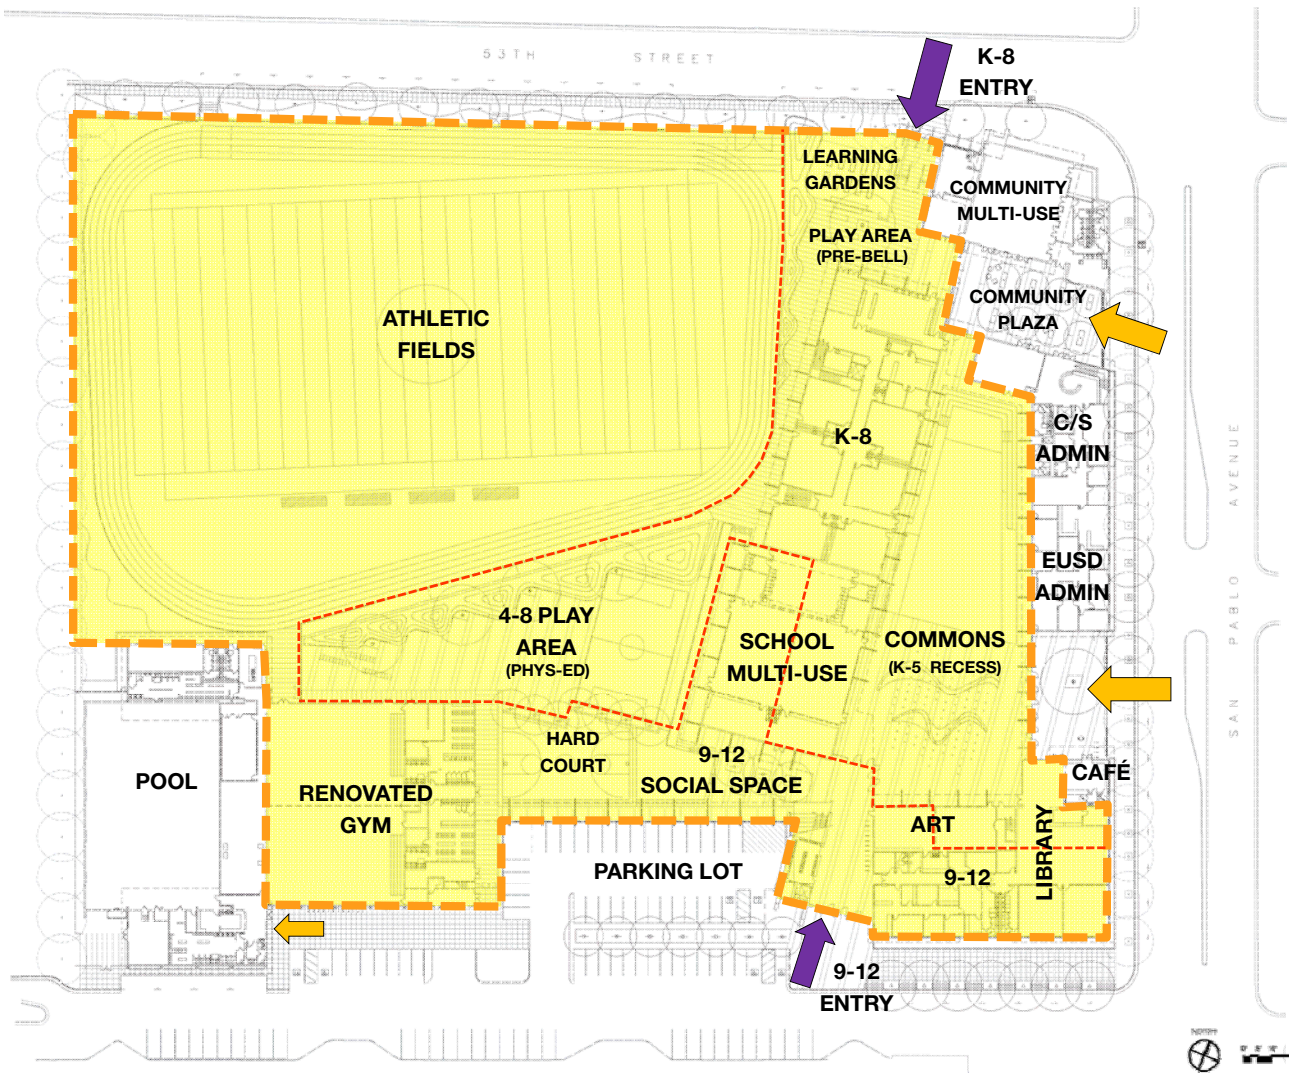 53TH STREET
K-8
ENTRY
LEARNING
GARDENS
COMMUNITY
MULTI-USE
PLAY AREA
(PRE-BELL)
COMMUNITY
PLAZA
ATHLETIC
FIELDS
K-8
C/S
ADMIN
SAN PABLO AVENUE
EUSD
ADMIN
4-8 PLAY
AREA
(PHYS-ED)
SCHOOL
MULTI-USE
COMMONS
(K-5 RECESS)
HARD
COURT
9-12
SOCIAL SPACE
CAFÉ
POOL
RENOVATED
GYM
ART
LIBRARY
PARKING LOT
9-12
9-12
ENTRY
NORTH